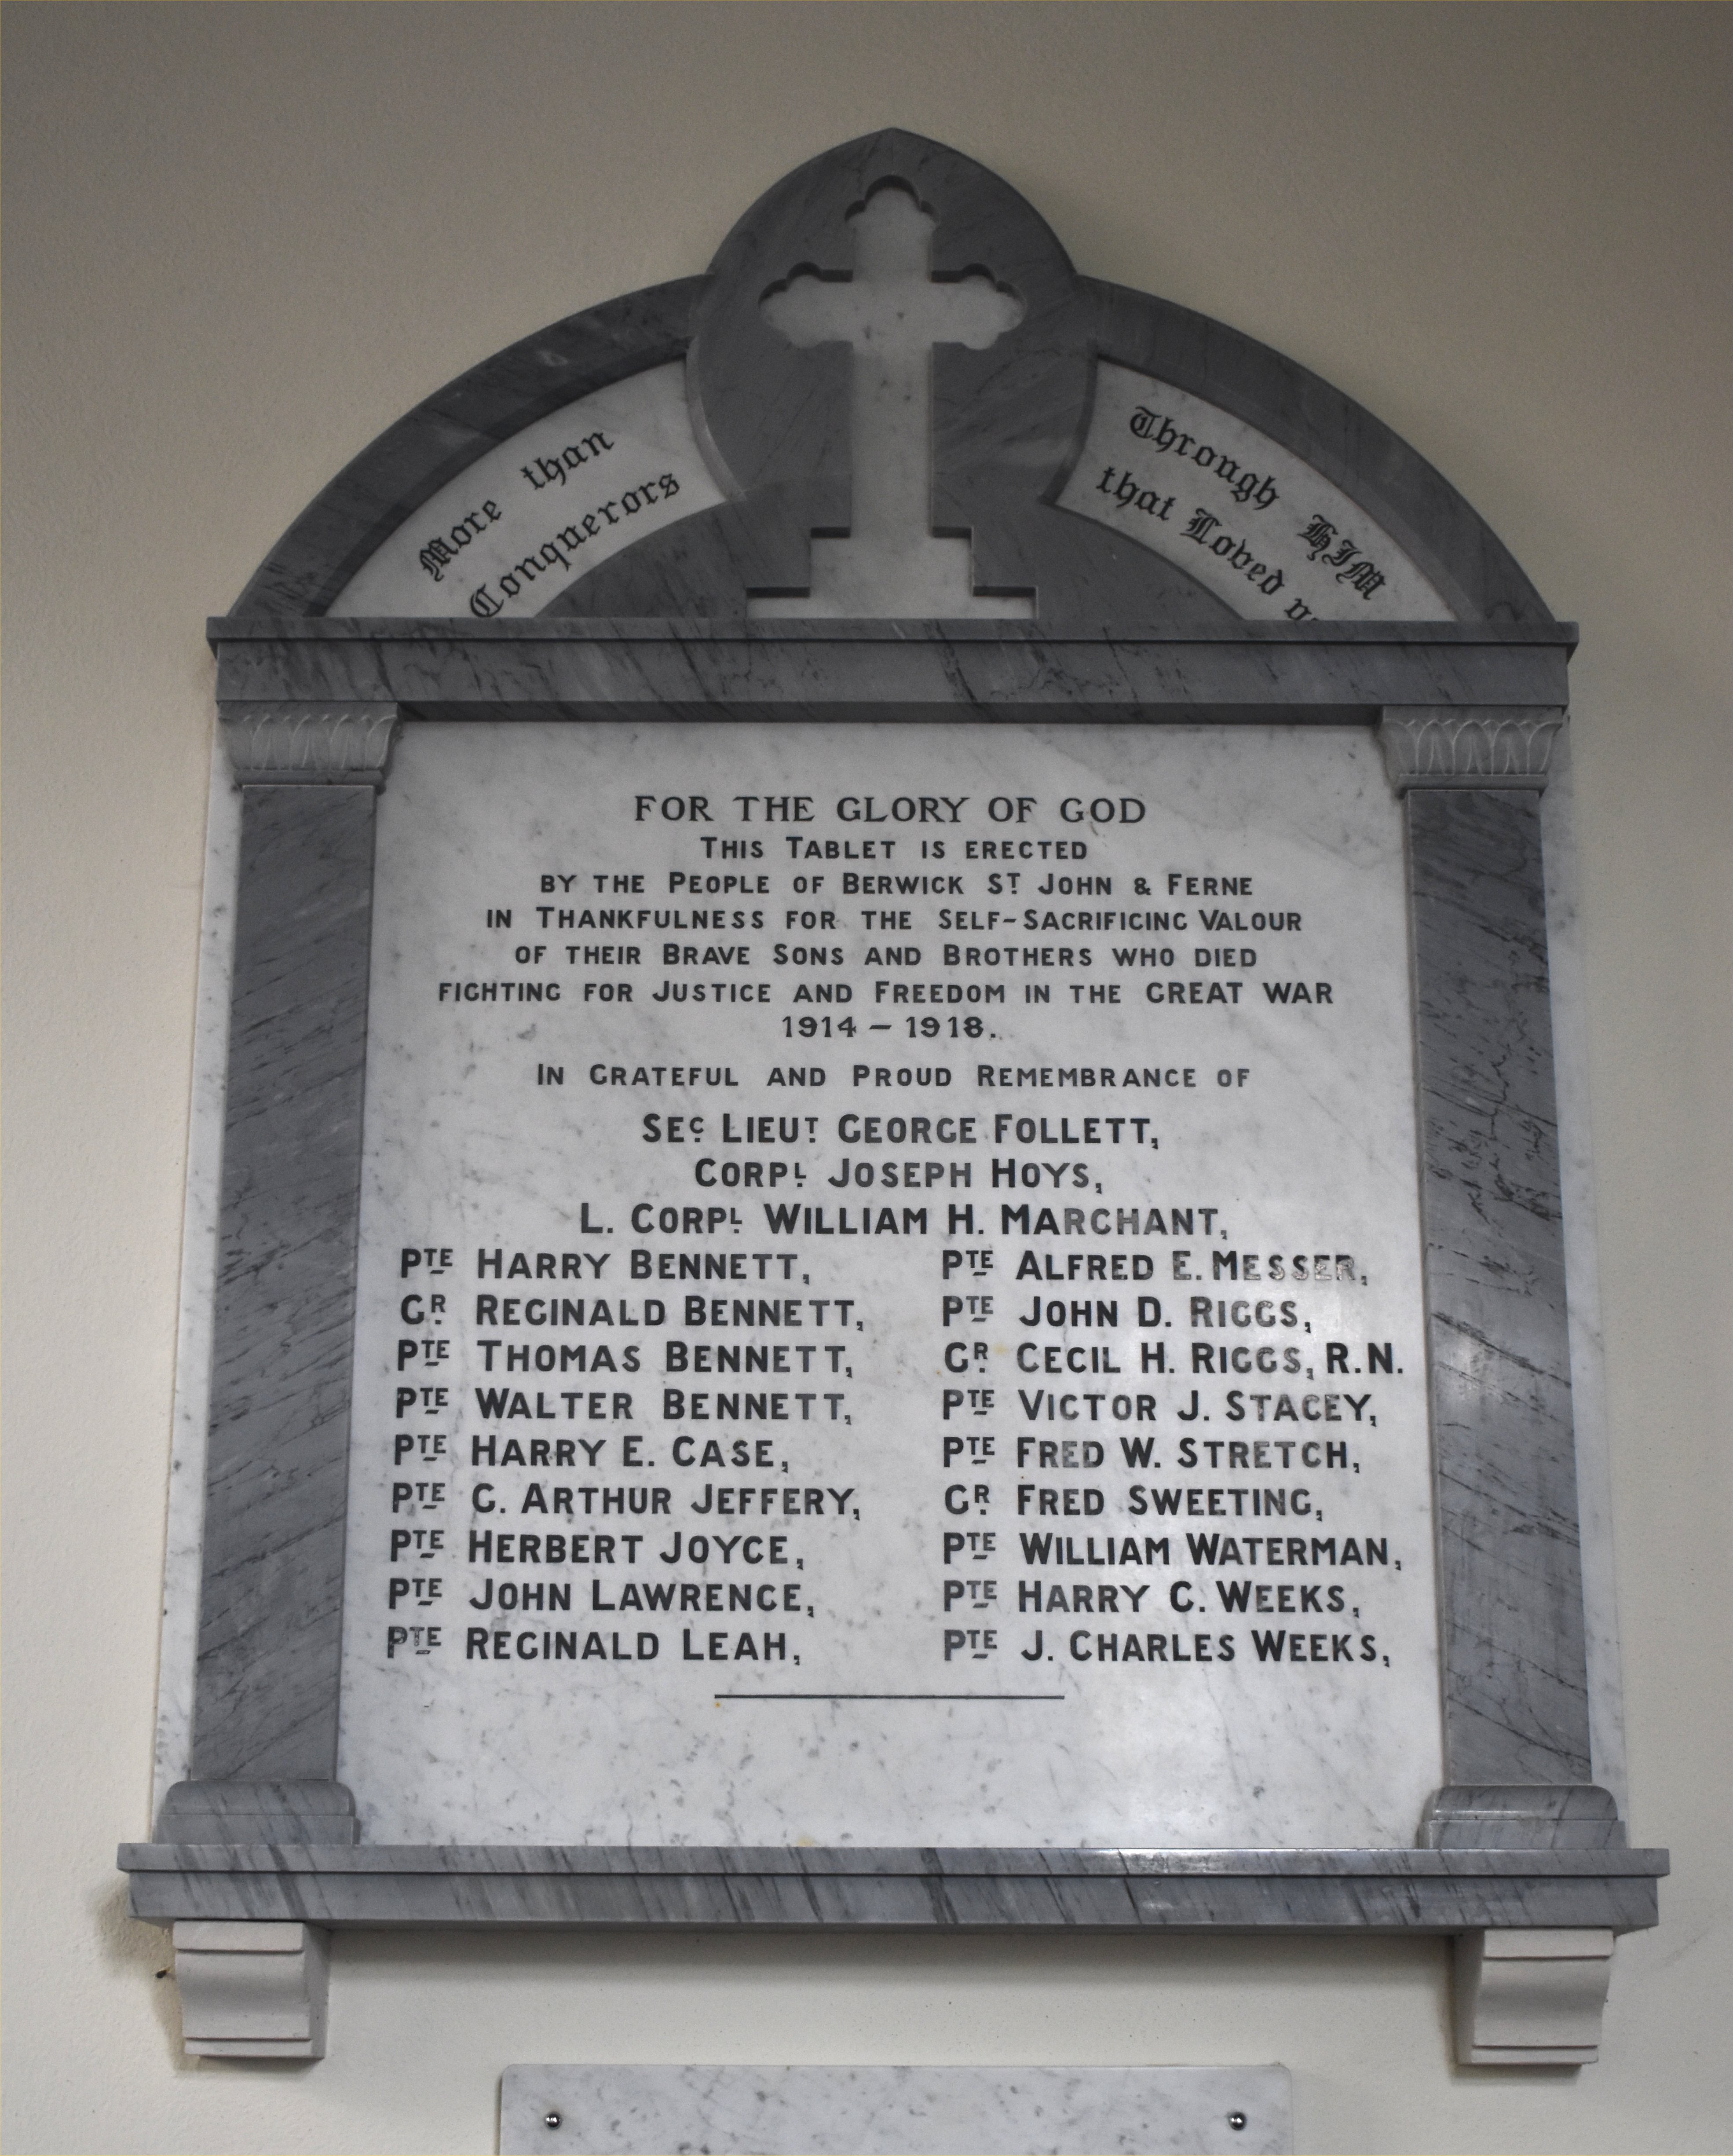 More than
Conquerors
Through HIM
that Loved
FOR THE GLORY OF GOD
THIS TABLET IS ERECTED
BY THE PEOPLE OF BERWICK ST JOHN & FERNE
IN THANKFULNESS FOR THE SELF-SACRIFICING VALOUR
OF THEIR BRAVE SONS AND BROTHERS WHO DIED
FIGHTING FOR JUSTICE AND FREEDOM IN THE GREAT WAR
1914 – 1918.
IN GRATEFUL AND PROUD REMEMBRANCE OF
SEC LIEUT GEORGE FOLLETT,
CORPL JOSEPH HOYS,
L. CORPL WILLIAM H. MARCHANT,
PTE HARRY BENNETT,
GR REGINALD BENNETT,
PTE THOMAS BENNETT,
PTE WALTER BENNETT,
PTE HARRY E. CASE,
PTE G. ARTHUR JEFFERY,
PTE HERBERT JOYCE,
PTE JOHN LAWRENCE,
PTE REGINALD LEAH,
PTE ALFRED E. MESSER,
PTE JOHN D. RIGGS,
GR CECIL H. RIGGS, R.N.
PTE VICTOR J. STACEY,
PTE FRED W. STRETCH,
GR FRED SWEETING,
PTE WILLIAM WATERMAN,
PTE HARRY C. WEEKS,
PTE J. CHARLES WEEKS,